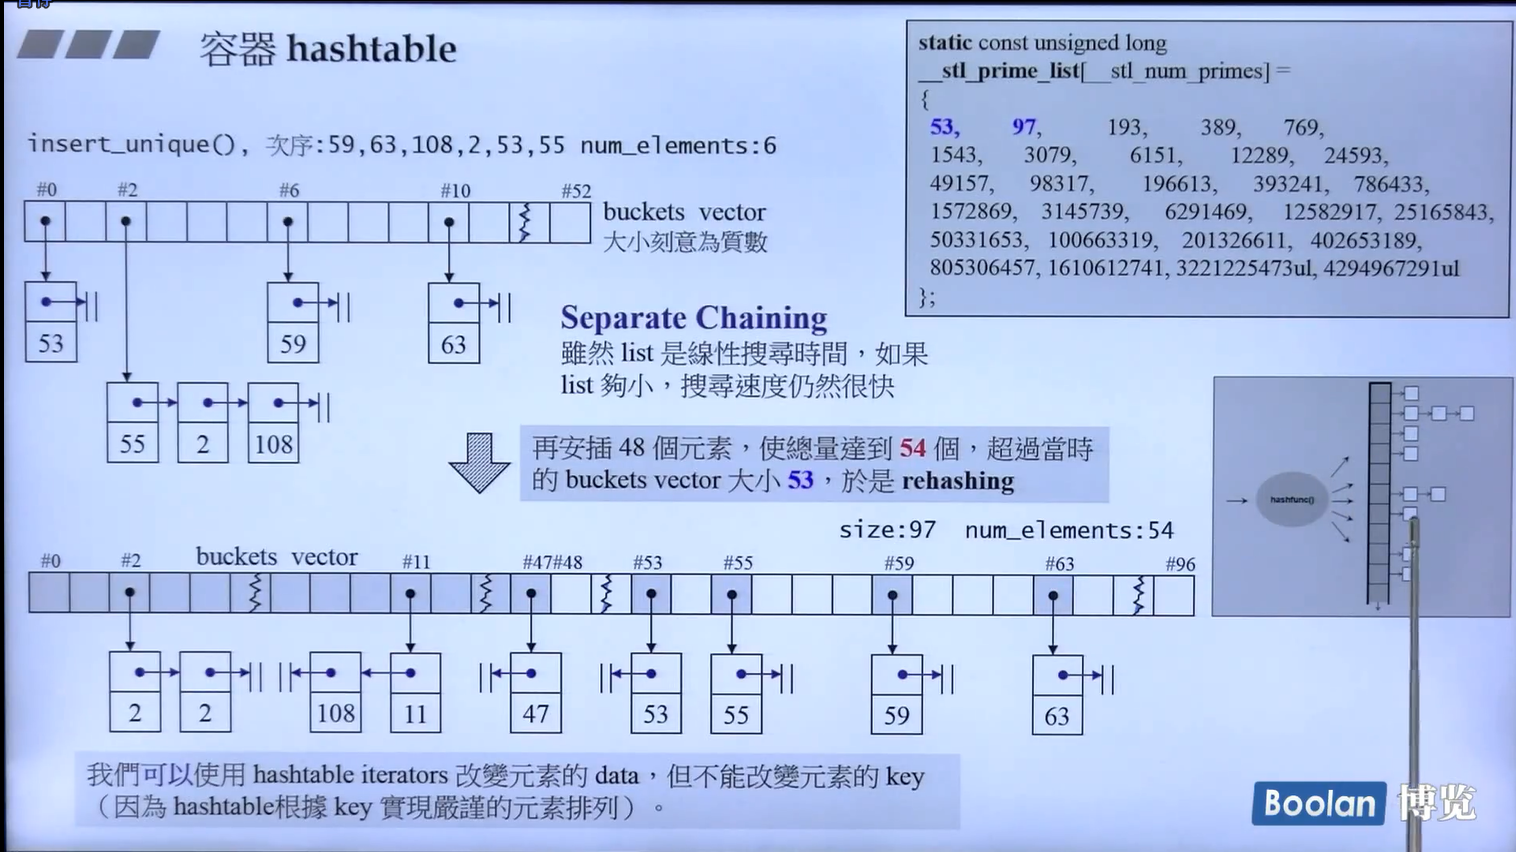 容器 hashtable
static const unsigned long
__stl_prime_list[__stl_num_primes] =
{
53, 97, 193, 389, 769,
1543, 3079, 6151, 12289, 24593,
49157, 98317, 196613, 393241, 786433,
1572869, 3145739, 6291469, 12582917, 25165843,
50331653, 100663319, 201326611, 402653189,
805306457, 1610612741, 3221225473ul, 4294967291ul
};
insert_unique(), 次序:59,63,108,2,53,55 num_elements:6
#0 #2 #6 #10 #52
buckets vector
大小刻意為質數
53 59 63
55 2 108
Separate Chaining
雖然 list 是線性搜尋時間，如果
list 夠小，搜尋速度仍然很快
再安插 48 個元素，使總量達到 54 個，超過當時
的 buckets vector 大小 53，於是 rehashing
hashfunc()
size:97 num_elements:54
buckets vector
#0 #2 #11 #47#48 #53 #55 #59 #63 #96
2 2 108 11 47 53 55 59 63
我們可以使用 hashtable iterators 改變元素的 data，但不能改變元素的 key
（因為 hashtable根據 key 實現嚴謹的元素排列）。
Boolan 博览